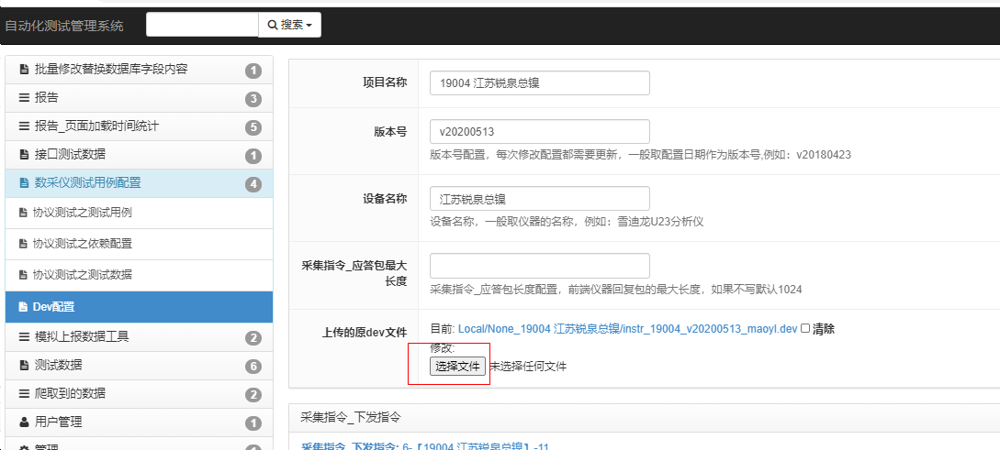 自动化测试管理系统
搜索
批量修改替换数据库字段内容 1
报告 3
报告_页面加载时间统计 5
接口测试数据 1
数采仪测试用例配置 4
协议测试之测试用例
协议测试之依赖配置
协议测试之测试数据
Dev配置
模拟上报数据工具 2
测试数据 6
爬取到的数据 2
用户管理 1
管理
项目名称 19004 江苏锐泉总镍
版本号 v20200513
版本号配置，每次修改配置都需要更新，一般取配置日期作为版本号,例如：v20180423
设备名称 江苏锐泉总镍
设备名称，一般取仪器的名称，例如：雪迪龙U23分析仪
采集指令_应答包最大
长度
采集指令_应答包长度配置，前端仪器回复包的最大长度，如果不写默认1024
上传的原dev文件 目前: Local/None_19004 江苏锐泉总镍/instr_19004_v20200513_maoyl.dev 清除
修改:
选择文件 未选择任何文件
采集指令_下发指令
采集指令_下发指令: 6-【19004 江苏锐泉总镍】-11